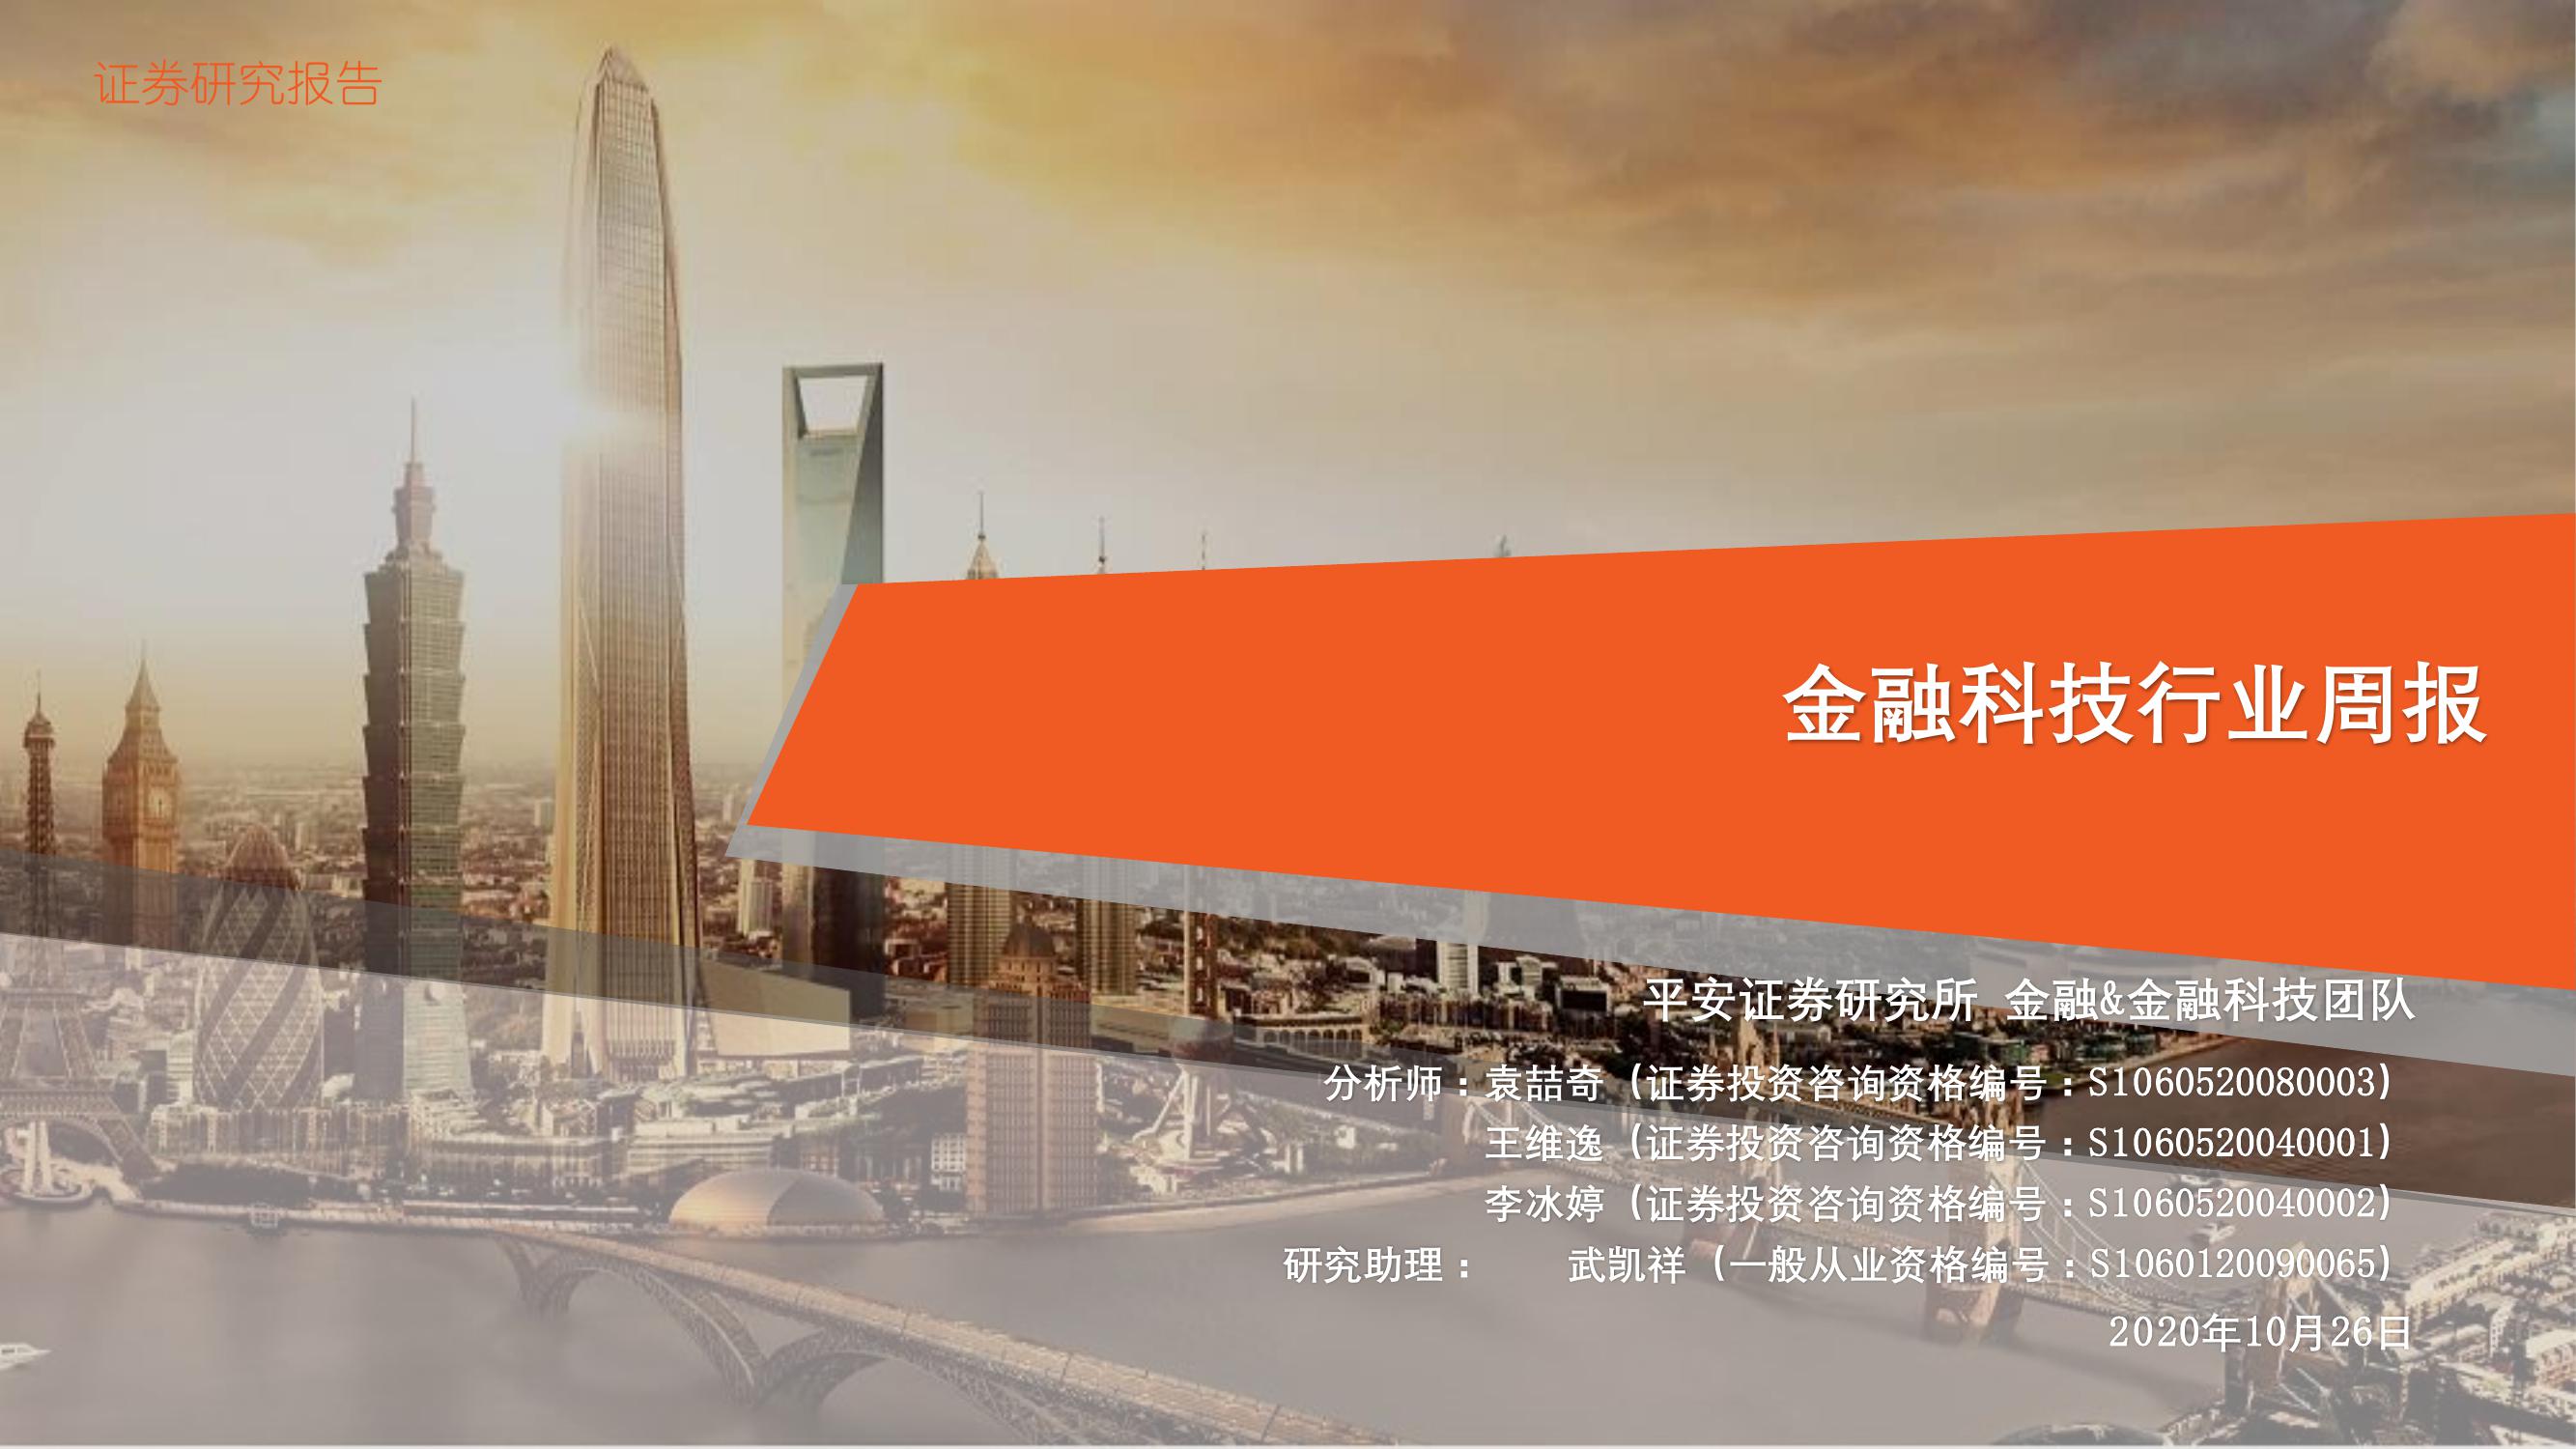 证券研究报告
金融科技行业周报
平安证券研究所 金融&金融科技团队
分析师：袁喆奇（证券投资咨询资格编号：S1060520080003）
王维逸（证券投资咨询资格编号：S1060520040001）
李冰婷（证券投资咨询资格编号：S1060520040002）
研究助理： 武凯祥（一般从业资格编号：S1060120090065）
2020年10月26日